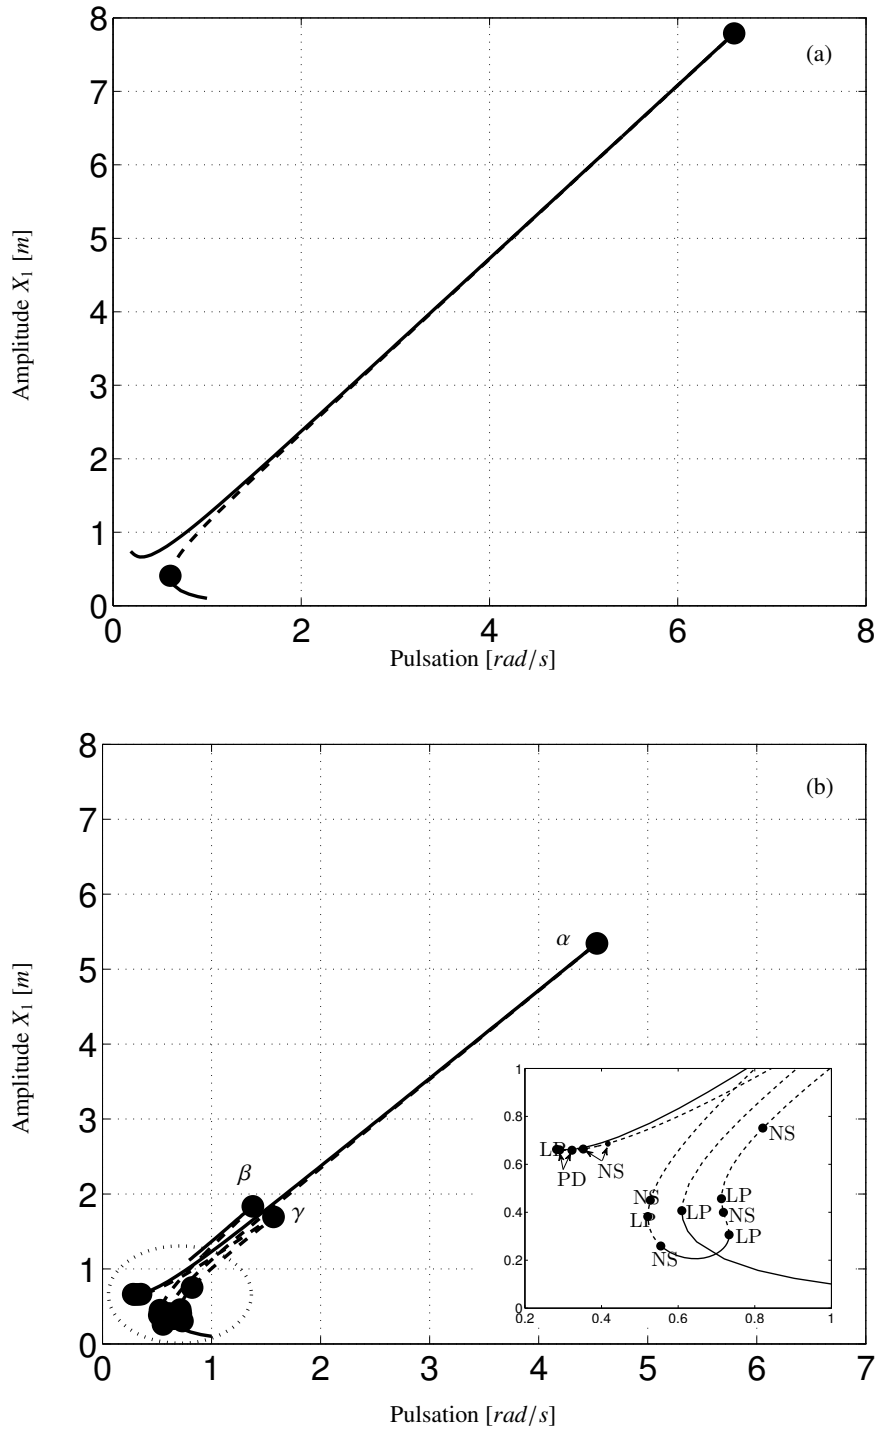 8
(a)
7
6
5
4
3
2
1
0
Amplitude X₁ [m]
0 2 4 6 8
Pulsation [rad/s]
8
(b)
7
6
α
5
4
3
β
2
γ
1
0
Amplitude X₁ [m]
1
0.8
NS
LP
PD NS
0.6
NS LP
0.4
LP LP NS
LP
NS
0.2
0
0.2 0.4 0.6 0.8 1
0 1 2 3 4 5 6 7
Pulsation [rad/s]